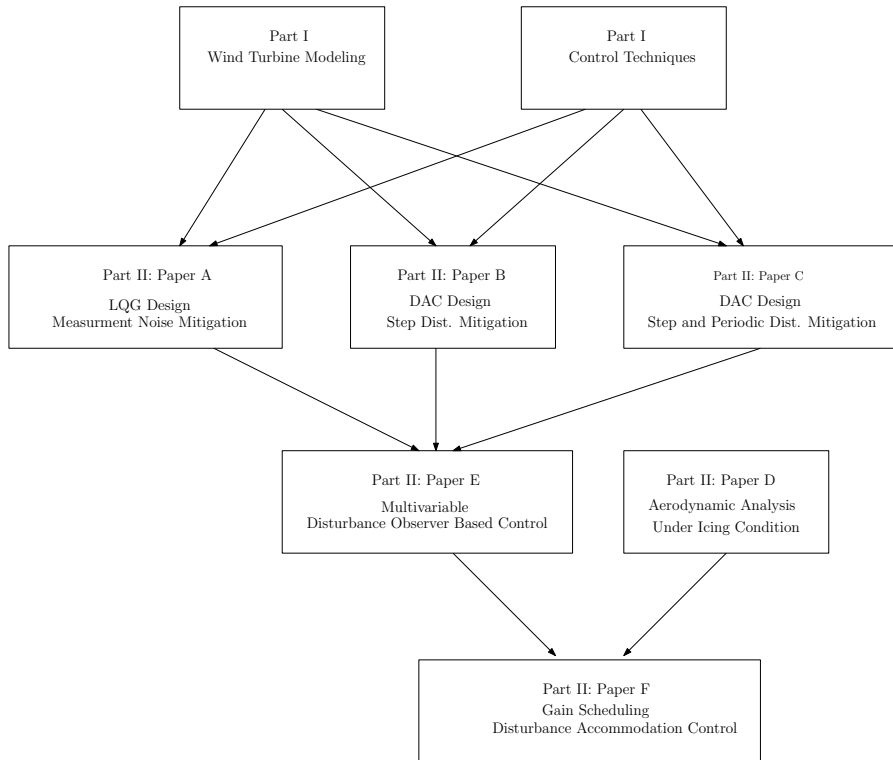 Part I
Wind Turbine Modeling
Part I
Control Techniques
Part II: Paper A
LQG Design
Measurment Noise Mitigation
Part II: Paper B
DAC Design
Step Dist. Mitigation
Part II: Paper C
DAC Design
Step and Periodic Dist. Mitigation
Part II: Paper E
Multivariable
Disturbance Observer Based Control
Part II: Paper D
Aerodynamic Analysis
Under Icing Condition
Part II: Paper F
Gain Scheduling
Disturbance Accommodation Control